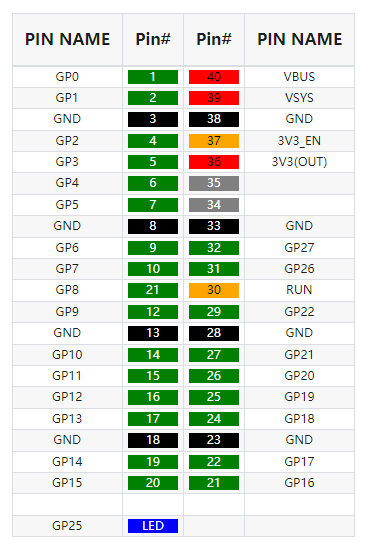 PIN NAME Pin# Pin# PIN NAME
GP0 1 40 VBUS
GP1 2 39 VSYS
GND 3 38 GND
GP2 4 37 3V3_EN
GP3 5 36 3V3(OUT)
GP4 6 35
GP5 7 34
GND 8 33 GND
GP6 9 32 GP27
GP7 10 31 GP26
GP8 21 30 RUN
GP9 12 29 GP22
GND 13 28 GND
GP10 14 27 GP21
GP11 15 26 GP20
GP12 16 25 GP19
GP13 17 24 GP18
GND 18 23 GND
GP14 19 22 GP17
GP15 20 21 GP16
GP25 LED